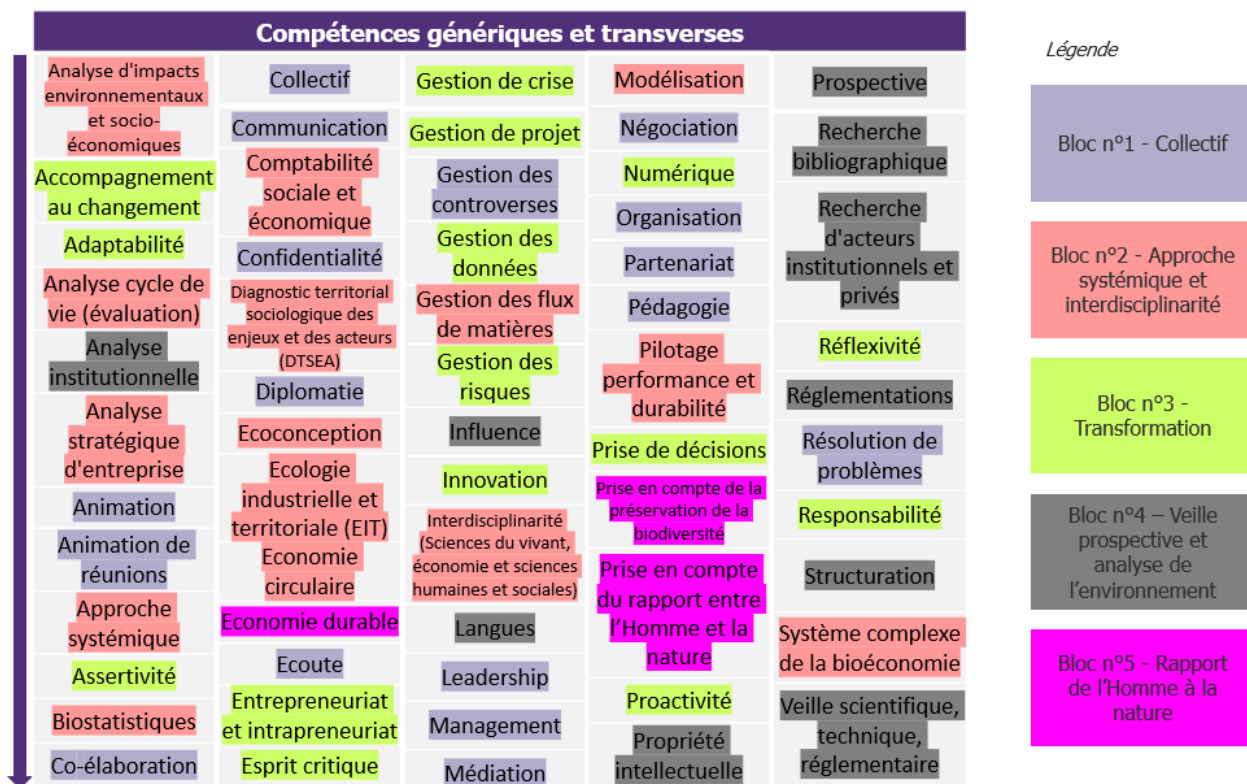 Compétences génériques et transverses
Analyse d'impacts
environnementaux
et socio-
économiques
Accompagnement
au changement
Adaptabilité
Analyse cycle de
vie (évaluation)
Analyse
institutionnelle
Analyse
stratégique
d'entreprise
Animation
Animation de
réunions
Approche
systémique
Assertivité
Biostatistiques
Co-élaboration
Collectif
Communication
Comptabilité
sociale et
économique
Confidentialité
Diagnostic territorial
sociologique des
enjeux et des acteurs
(DTSEA)
Diplomatie
Ecoconception
Ecologie
industrielle et
territoriale (EIT)
Economie
circulaire
Economie durable
Ecoute
Entrepreneuriat
et intrapreneuriat
Esprit critique
Gestion de crise
Gestion de projet
Gestion des
controverses
Gestion des
données
Gestion des flux
de matières
Gestion des
risques
Influence
Innovation
Interdisciplinarité
(Sciences du vivant,
économie et sciences
humaines et sociales)
Langues
Leadership
Management
Médiation
Modélisation
Négociation
Numérique
Organisation
Partenariat
Pédagogie
Pilotage
performance et
durabilité
Prise de décisions
Prise en compte de la
préservation de la
biodiversité
Prise en compte
du rapport entre
l’Homme et la
nature
Proactivité
Propriété
intellectuelle
Prospective
Recherche
bibliographique
Recherche
d'acteurs
institutionnels et
privés
Réflexivité
Réglementations
Résolution de
problèmes
Responsabilité
Structuration
Système complexe
de la bioéconomie
Veille scientifique,
technique,
réglementaire
Légende
Bloc n°1 - Collectif
Bloc n°2 - Approche
systémique et
interdisciplinarité
Bloc n°3 -
Transformation
Bloc n°4 – Veille
prospective et
analyse de
l’environnement
Bloc n°5 - Rapport
de l’Homme à la
nature